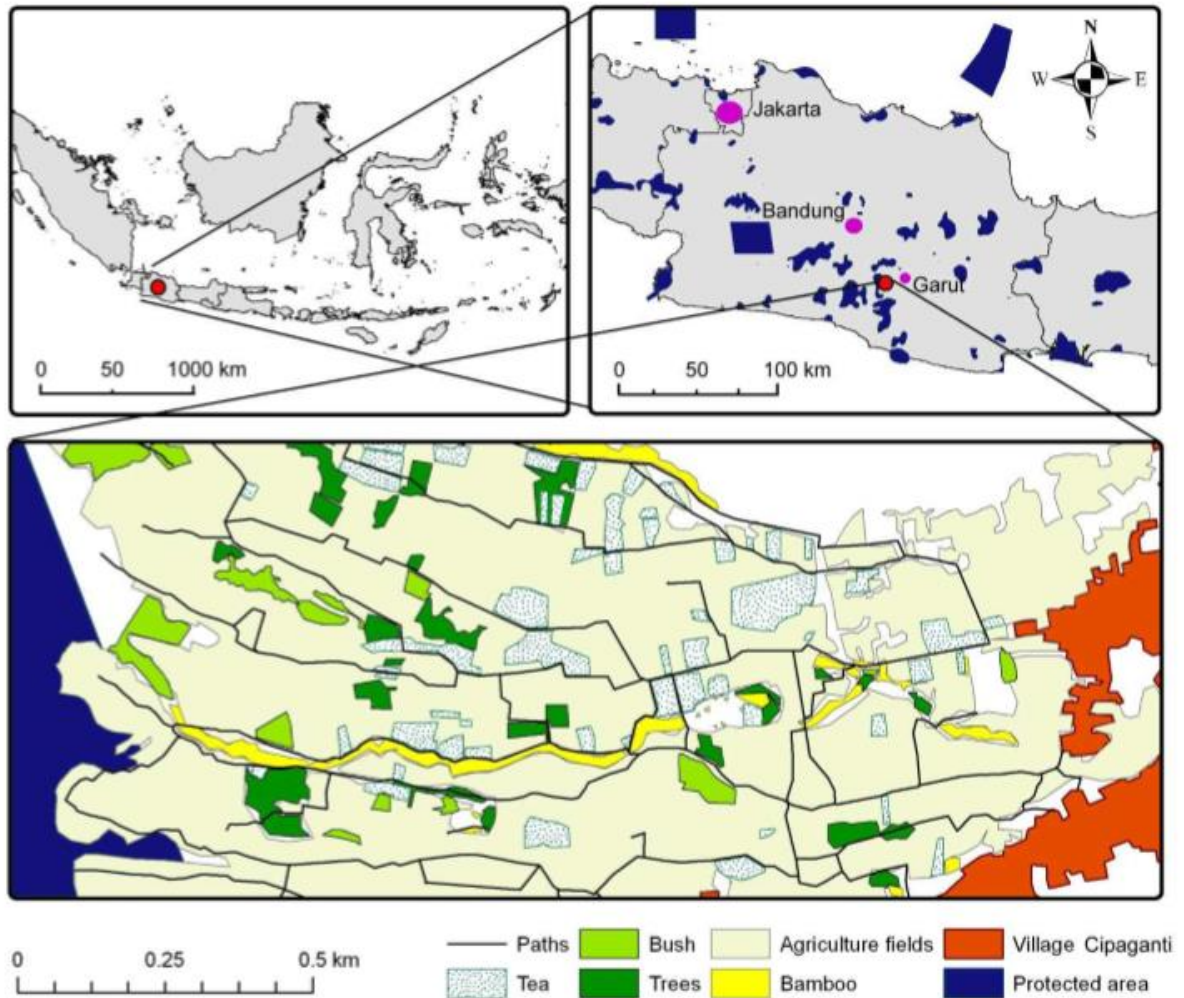 N
W E
S
Jakarta
Bandung
Garut
0 50 1000 km
0 50 100 km
0 0.25 0.5 km
Paths Bush Agriculture fields Village Cipaganti
Tea Trees Bamboo Protected area